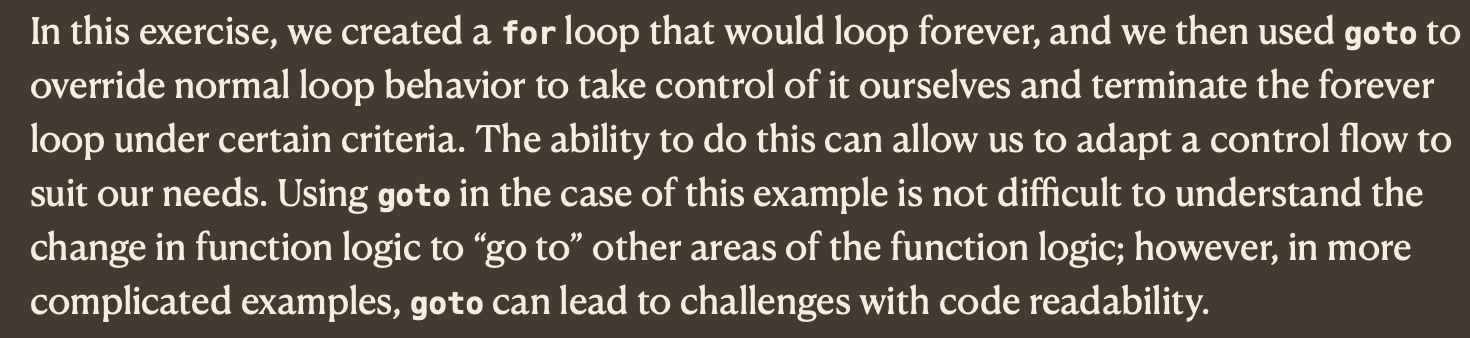 In this exercise, we created a for loop that would loop forever, and we then used goto to
override normal loop behavior to take control of it ourselves and terminate the forever
loop under certain criteria. The ability to do this can allow us to adapt a control flow to
suit our needs. Using goto in the case of this example is not difficult to understand the
change in function logic to “go to” other areas of the function logic; however, in more
complicated examples, goto can lead to challenges with code readability.